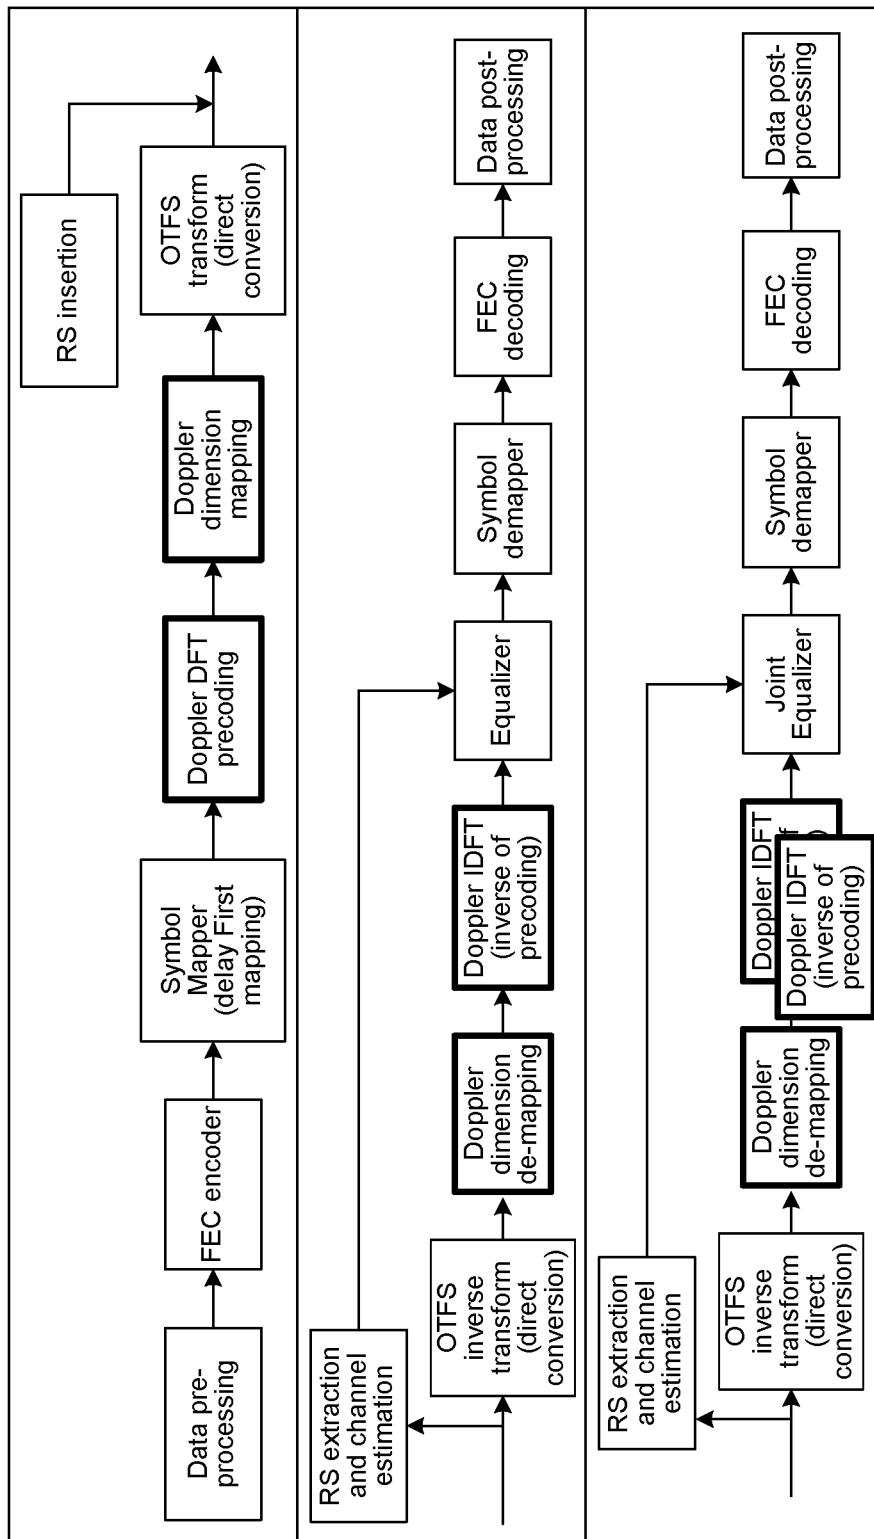 Data pre-
processing
FEC encoder
Symbol
Mapper
(delay First
mapping)
Doppler DFT
precoding
Doppler
dimension
mapping
OTFS
transform
(direct
conversion)
RS insertion
RS extraction
and channel
estimation
OTFS
inverse
transform
(direct
conversion)
Doppler
dimension
de-mapping
Doppler IDFT
(inverse of
precoding)
Equalizer
Symbol
demapper
FEC
decoding
Data post-
processing
RS extraction
and channel
estimation
OTFS
inverse
transform
(direct
conversion)
Doppler
dimension
de-mapping
Doppler IDFT
Doppler IDFT
(inverse of
precoding)
Joint
Equalizer
Symbol
demapper
FEC
decoding
Data post-
processing